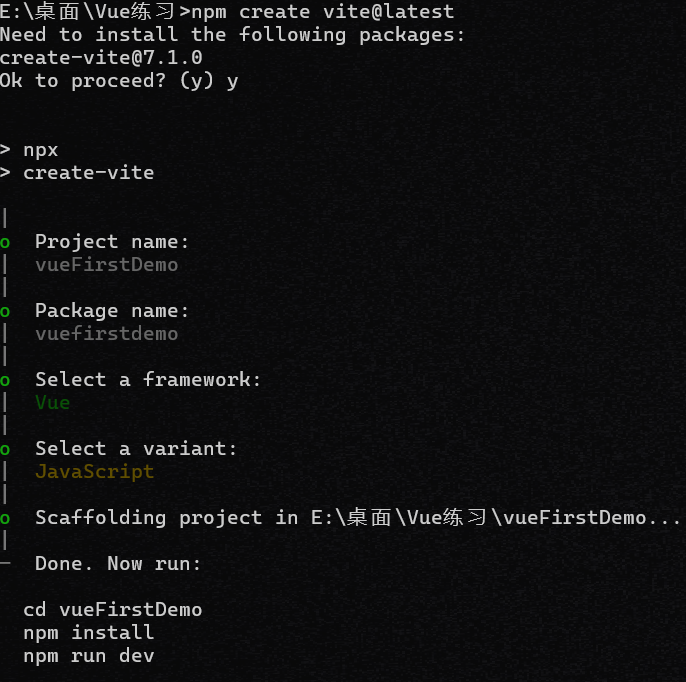 E:\桌面\Vue练习>npm create vite@latest
Need to install the following packages:
create-vite@7.1.0
Ok to proceed? (y) y
> npx
> create-vite
|
o  Project name:
|  vueFirstDemo
|
o  Package name:
|  vuefirstdemo
|
o  Select a framework:
|  Vue
|
o  Select a variant:
|  JavaScript
|
o  Scaffolding project in E:\桌面\Vue练习\vueFirstDemo...
|
—  Done. Now run:
cd vueFirstDemo
npm install
npm run dev